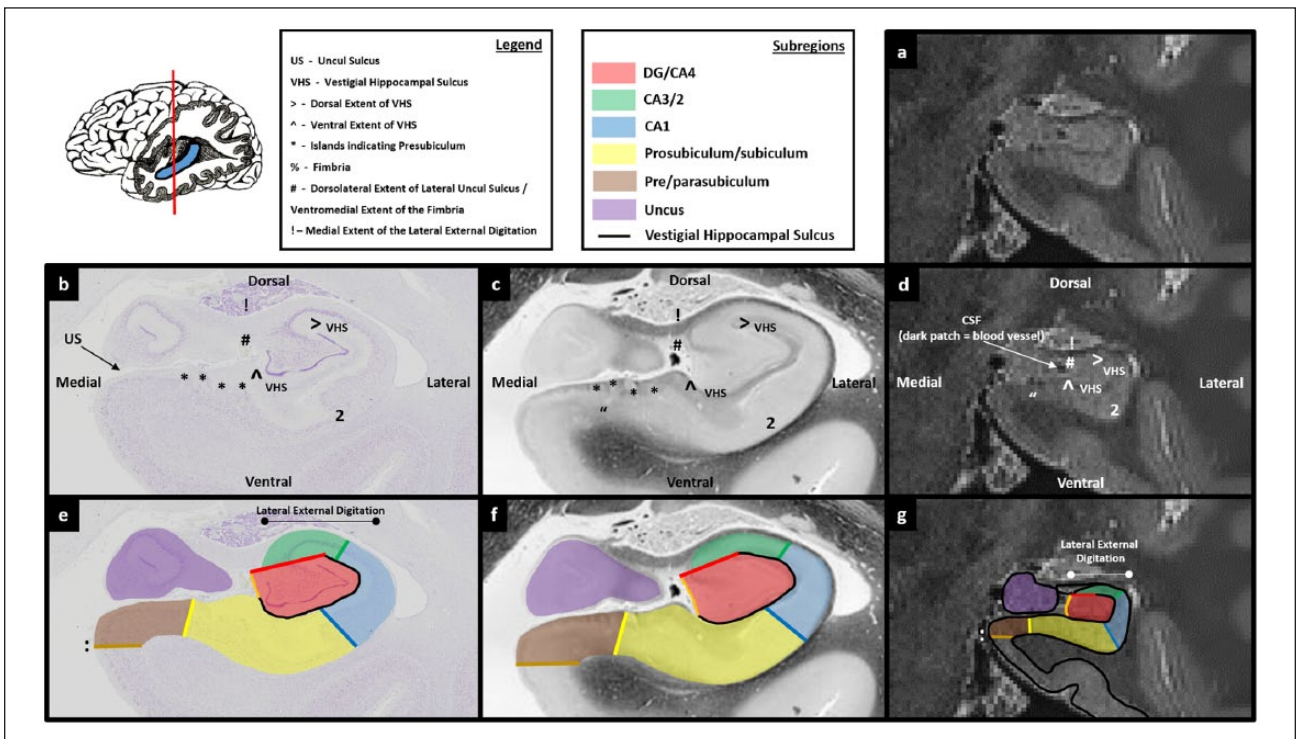 Legend
US - Uncul Sulcus
VHS - Vestigial Hippocampal Sulcus
> - Dorsal Extent of VHS
^ - Ventral Extent of VHS
* - Islands indicating Presubiculum
% - Fimbria
# - Dorsolateral Extent of Lateral Uncul Sulcus /
Ventromedial Extent of the Fimbria
! – Medial Extent of the Lateral External Digitation
Subregions
DG/CA4
CA3/2
CA1
Prosubiculum/subiculum
Pre/parasubiculum
Uncus
Vestigial Hippocampal Sulcus
a
b
Dorsal
!
> VHS
#
US
Medial
* * * *
^ VHS
Lateral
2
Ventral
c
Dorsal
!
> VHS
#
* * * *
^ VHS
Lateral
“
2
Ventral
d
Dorsal
CSF
(dark patch = blood vessel)
!
#
> VHS
Medial
^ VHS
Lateral
“
2
Ventral
e
Lateral External Digitation
:
f
g
Lateral External
Digitation
: